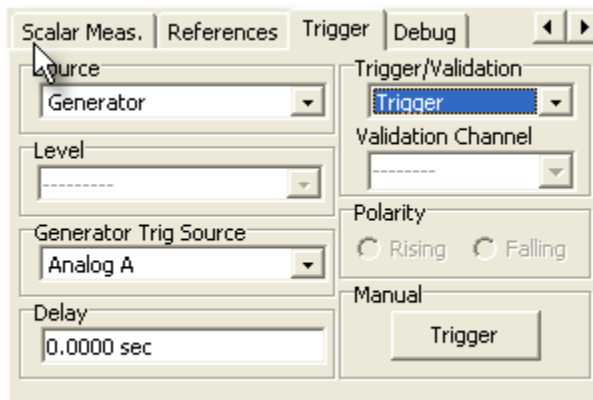 Scalar Meas. References Trigger Debug
Source
Generator
Level
---------
Generator Trig Source
Analog A
Delay
0.0000 sec
Trigger/Validation
Trigger
Validation Channel
--------
Polarity
Rising Falling
Manual
Trigger